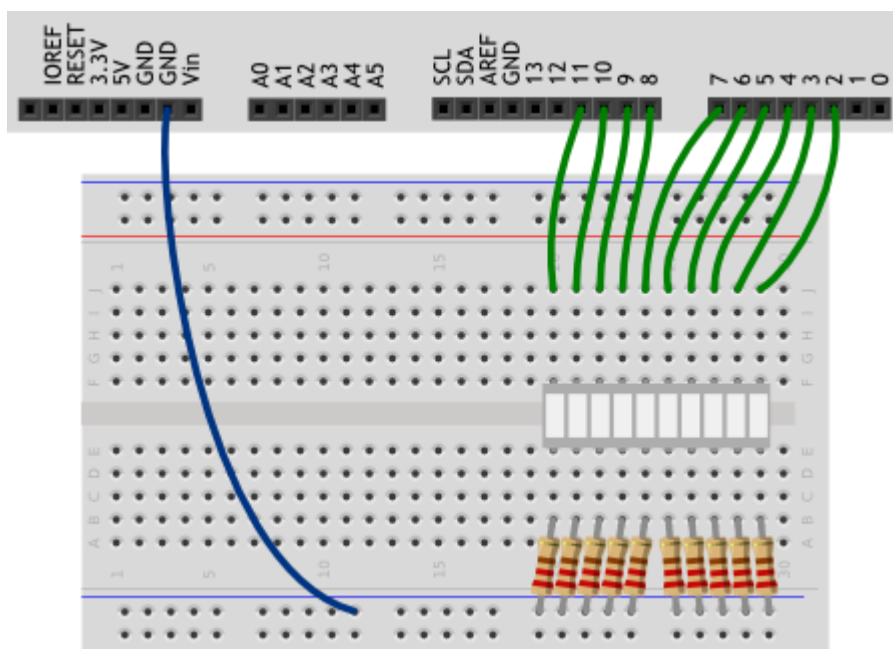 IOREF RESET 3.3V 5V GND GND Vin A0 A1 A2 A3 A4 A5 SCL SDA AREF GND 13 12 11 10 9 8 7 6 5 4 3 2 1 0
1 5 10 15
J J
I I
H H
G G
F F
E E
D D
C C
B B
A A
1 5 10 15 30